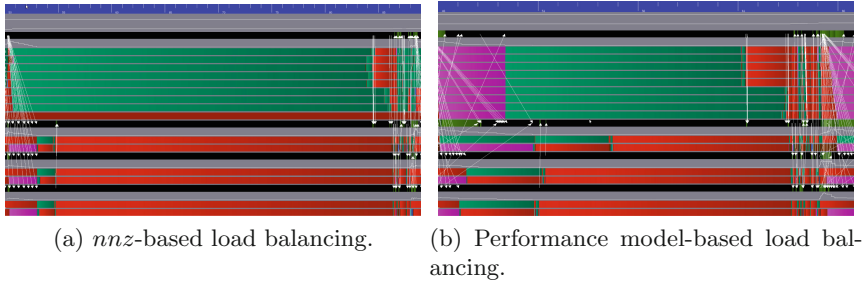 (a) nnz-based load balancing.
(b) Performance model-based load bal-
ancing.